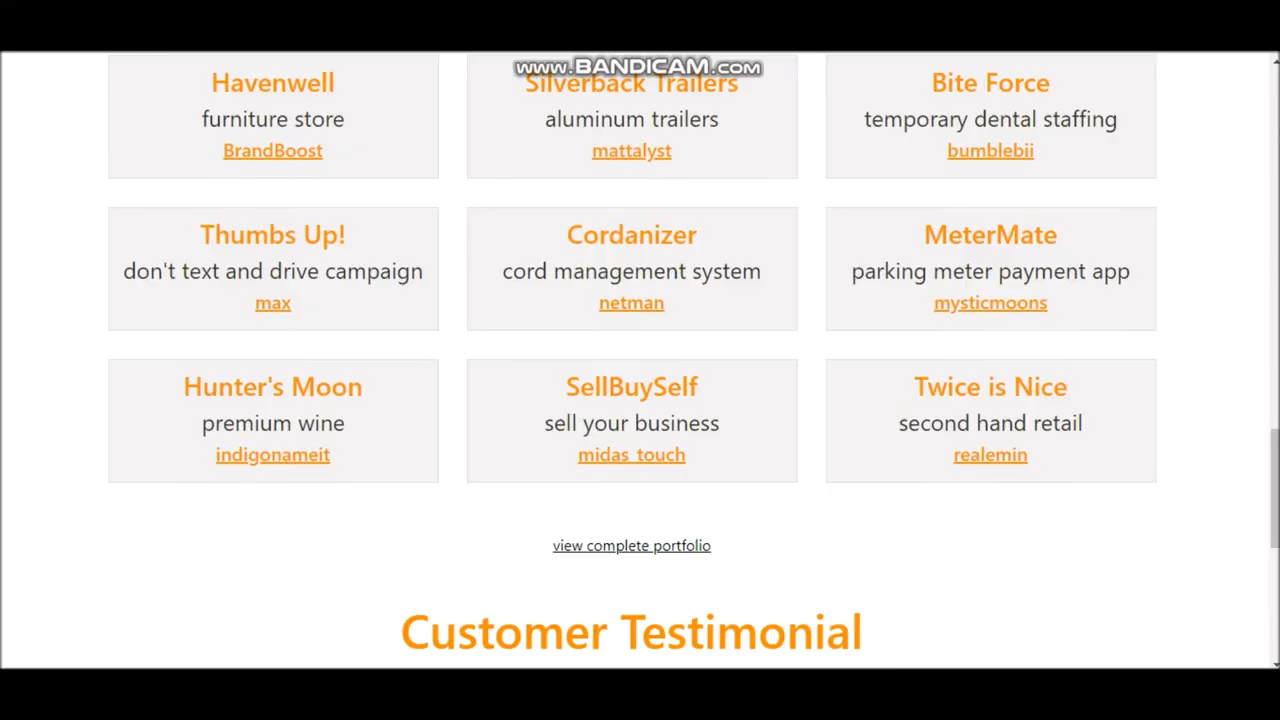 www.BANDICAM.com
Havenwell
furniture store
BrandBoost
Silverback Trailers
aluminum trailers
mattalyst
Bite Force
temporary dental staffing
bumblebii
Thumbs Up!
don't text and drive campaign
max
Cordanizer
cord management system
netman
MeterMate
parking meter payment app
mysticmoons
Hunter's Moon
premium wine
indigonameit
SellBuySelf
sell your business
midas_touch
Twice is Nice
second hand retail
realemin
view complete portfolio
Customer Testimonial